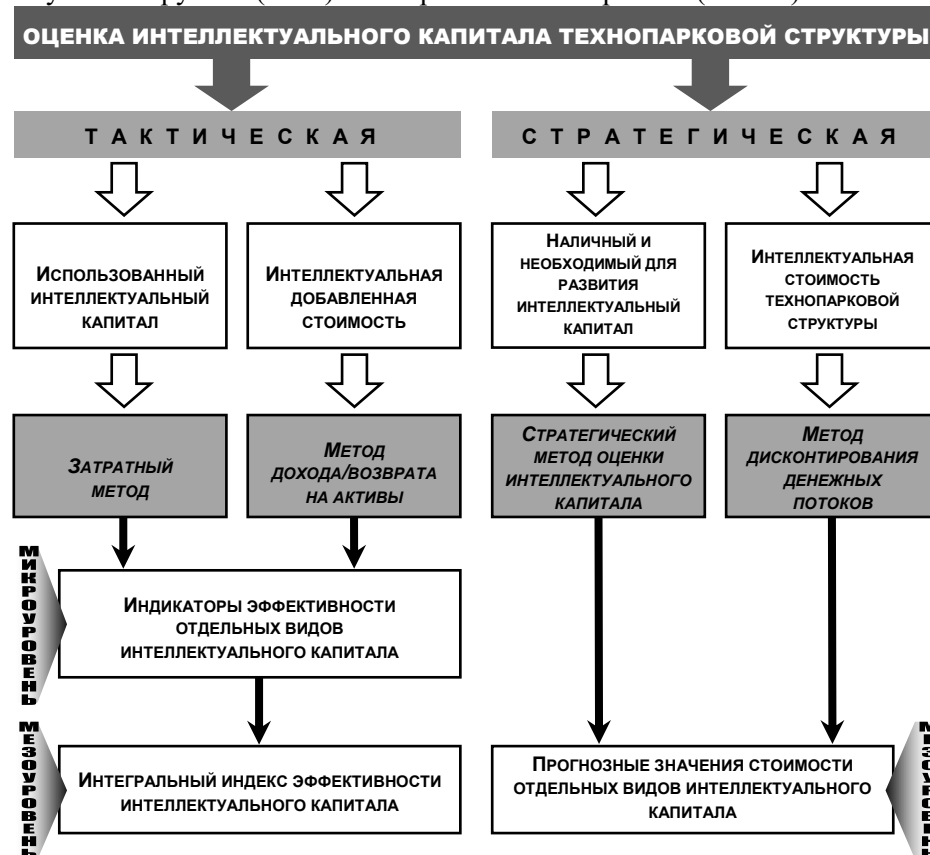 ОЦЕНКА ИНТЕЛЛЕКТУАЛЬНОГО КАПИТАЛА ТЕХНОПАРКОВОЙ СТРУКТУРЫ
ТАКТИЧЕСКАЯ
СТРАТЕГИЧЕСКАЯ
ИСПОЛЬЗОВАННЫЙ
ИНТЕЛЛЕКТУАЛЬНЫЙ
КАПИТАЛ
ИНТЕЛЛЕКТУАЛЬНАЯ
ДОБАВЛЕННАЯ
СТОИМОСТЬ
НАЛИЧНЫЙ И
НЕОБХОДИМЫЙ ДЛЯ
РАЗВИТИЯ
ИНТЕЛЛЕКТУАЛЬНЫЙ
КАПИТАЛ
ИНТЕЛЛЕКТУАЛЬНАЯ
СТОИМОСТЬ
ТЕХНОПАРКОВОЙ
СТРУКТУРЫ
ЗАТРАТНЫЙ
МЕТОД
МЕТОД
ДОХОДА/ВОЗВРАТА
НА АКТИВЫ
СТРАТЕГИЧЕСКИЙ
МЕТОД ОЦЕНКИ
ИНТЕЛЛЕКТУАЛЬНОГО
КАПИТАЛА
МЕТОД
ДИСКОНТИРОВАНИЯ
ДЕНЕЖНЫХ
ПОТОКОВ
МИКРОУРОВЕНЬ
ИНДИКАТОРЫ ЭФФЕКТИВНОСТИ
ОТДЕЛЬНЫХ ВИДОВ
ИНТЕЛЛЕКТУАЛЬНОГО КАПИТАЛА
МЕЗОУРОВЕНЬ
ИНТЕГРАЛЬНЫЙ ИНДЕКС ЭФФЕКТИВНОСТИ
ИНТЕЛЛЕКТУАЛЬНОГО КАПИТАЛА
ПРОГНОЗНЫЕ ЗНАЧЕНИЯ СТОИМОСТИ
ОТДЕЛЬНЫХ ВИДОВ ИНТЕЛЛЕКТУАЛЬНОГО
КАПИТАЛА